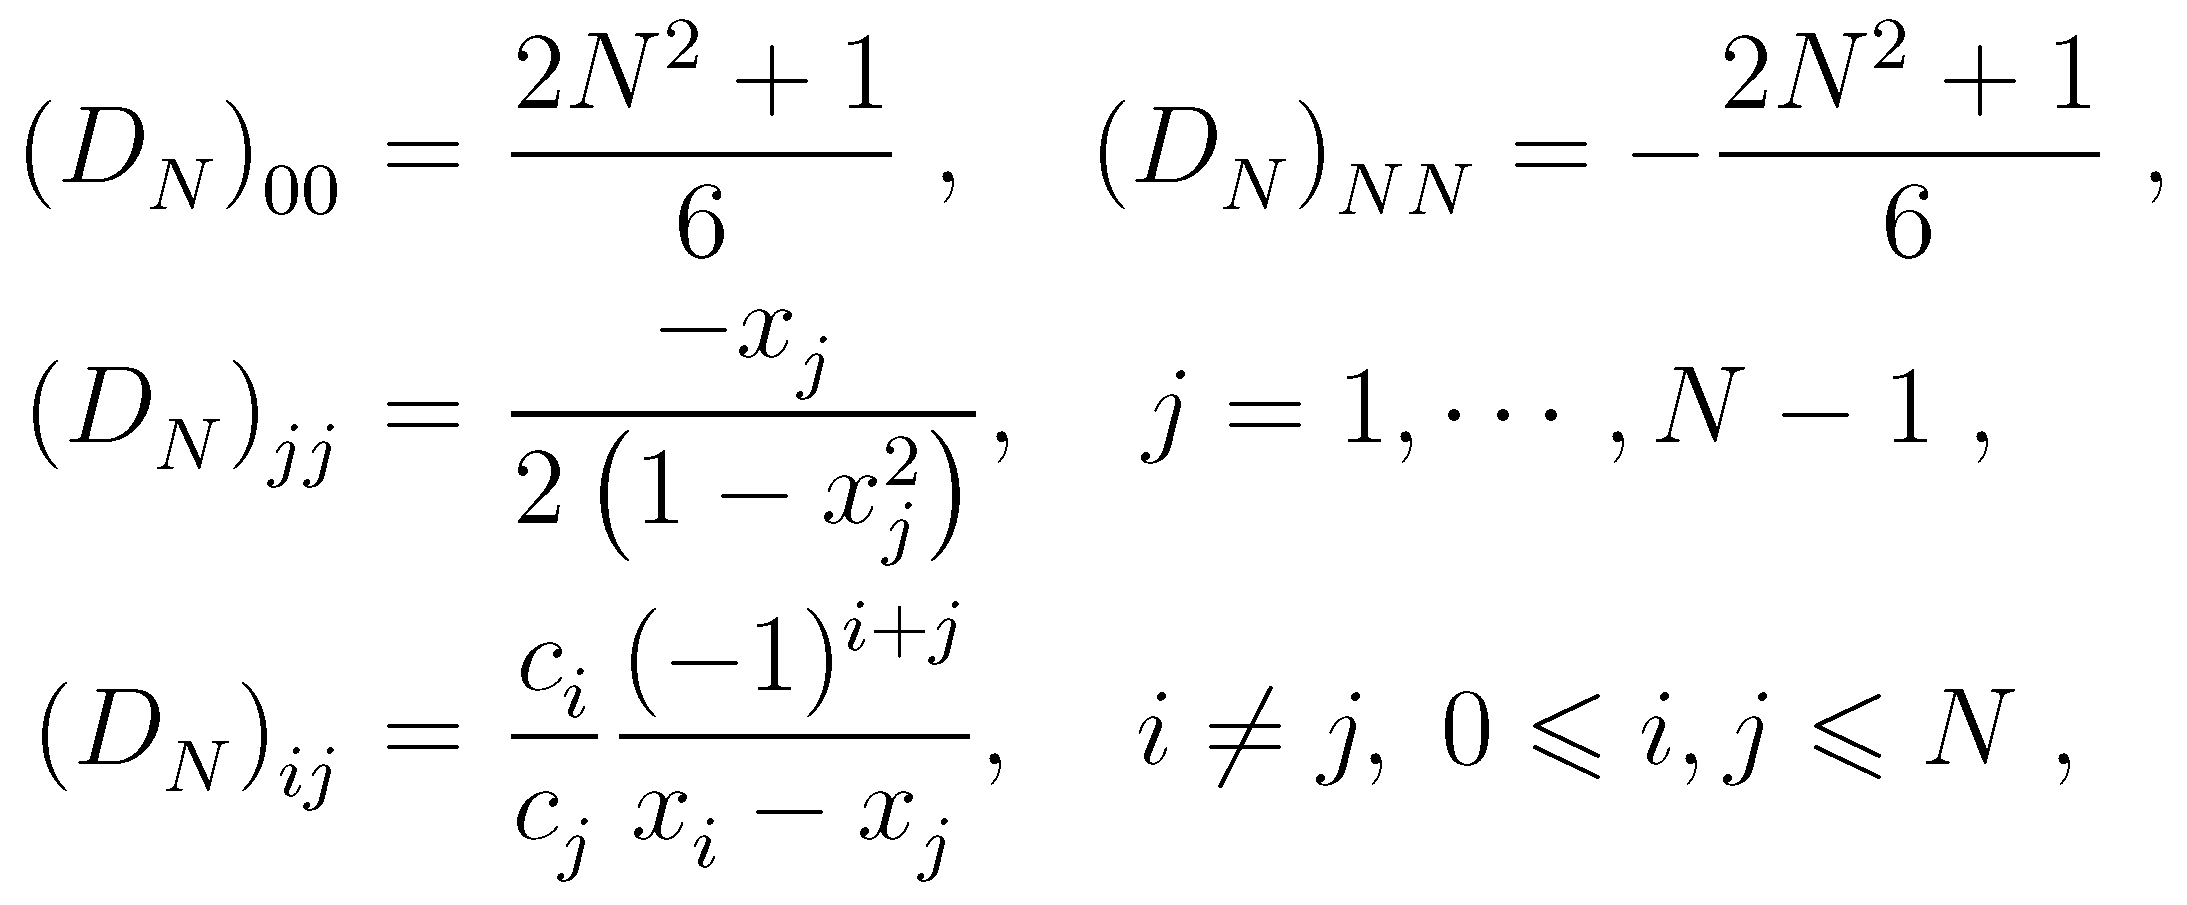 $(D_N)_{00} = \frac{2N^2+1}{6}\ , \quad (D_N)_{NN} = -\frac{2N^2+1}{6}\ ,$
$(D_N)_{jj} = \frac{-x_j}{2\left(1-x_j^2\right)}, \quad j = 1, \cdots, N-1\ ,$
$(D_N)_{ij} = \frac{c_i}{c_j} \frac{(-1)^{i+j}}{x_i - x_j}, \quad i \neq j,\ 0 \leqslant i, j \leqslant N\ ,$